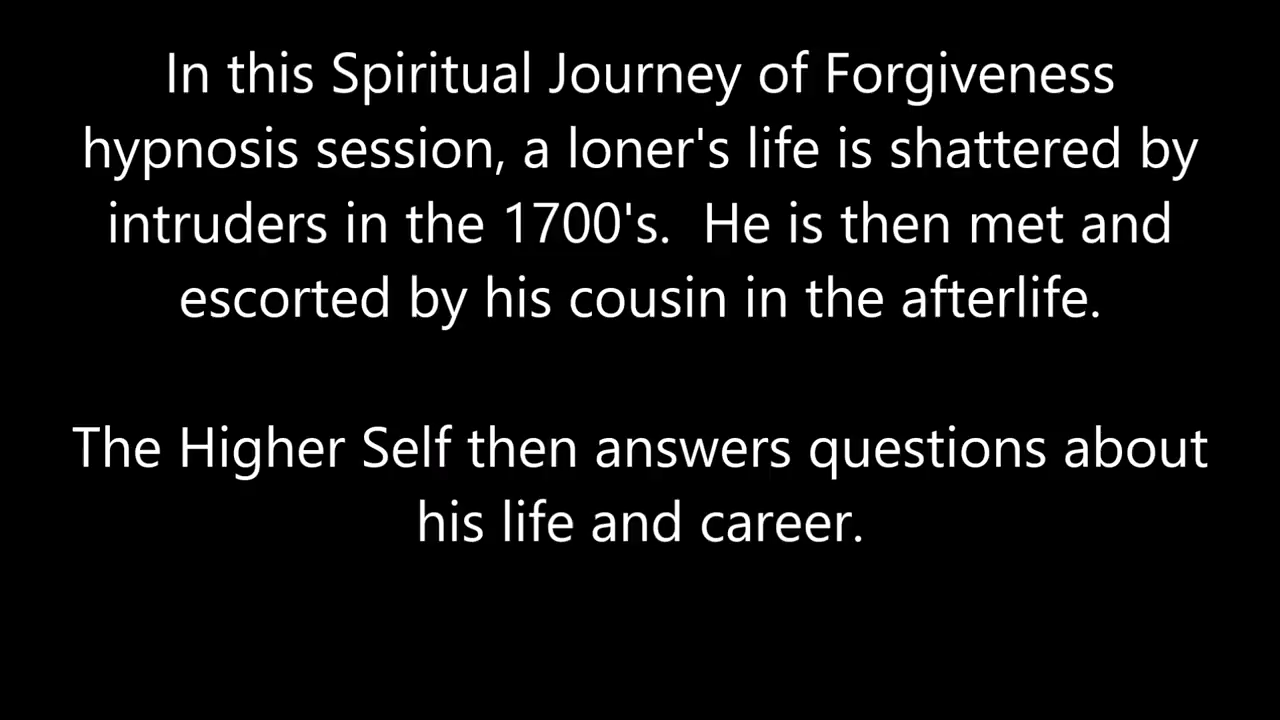 In this Spiritual Journey of Forgiveness
hypnosis session, a loner's life is shattered by
intruders in the 1700's.  He is then met and
escorted by his cousin in the afterlife.
The Higher Self then answers questions about
his life and career.